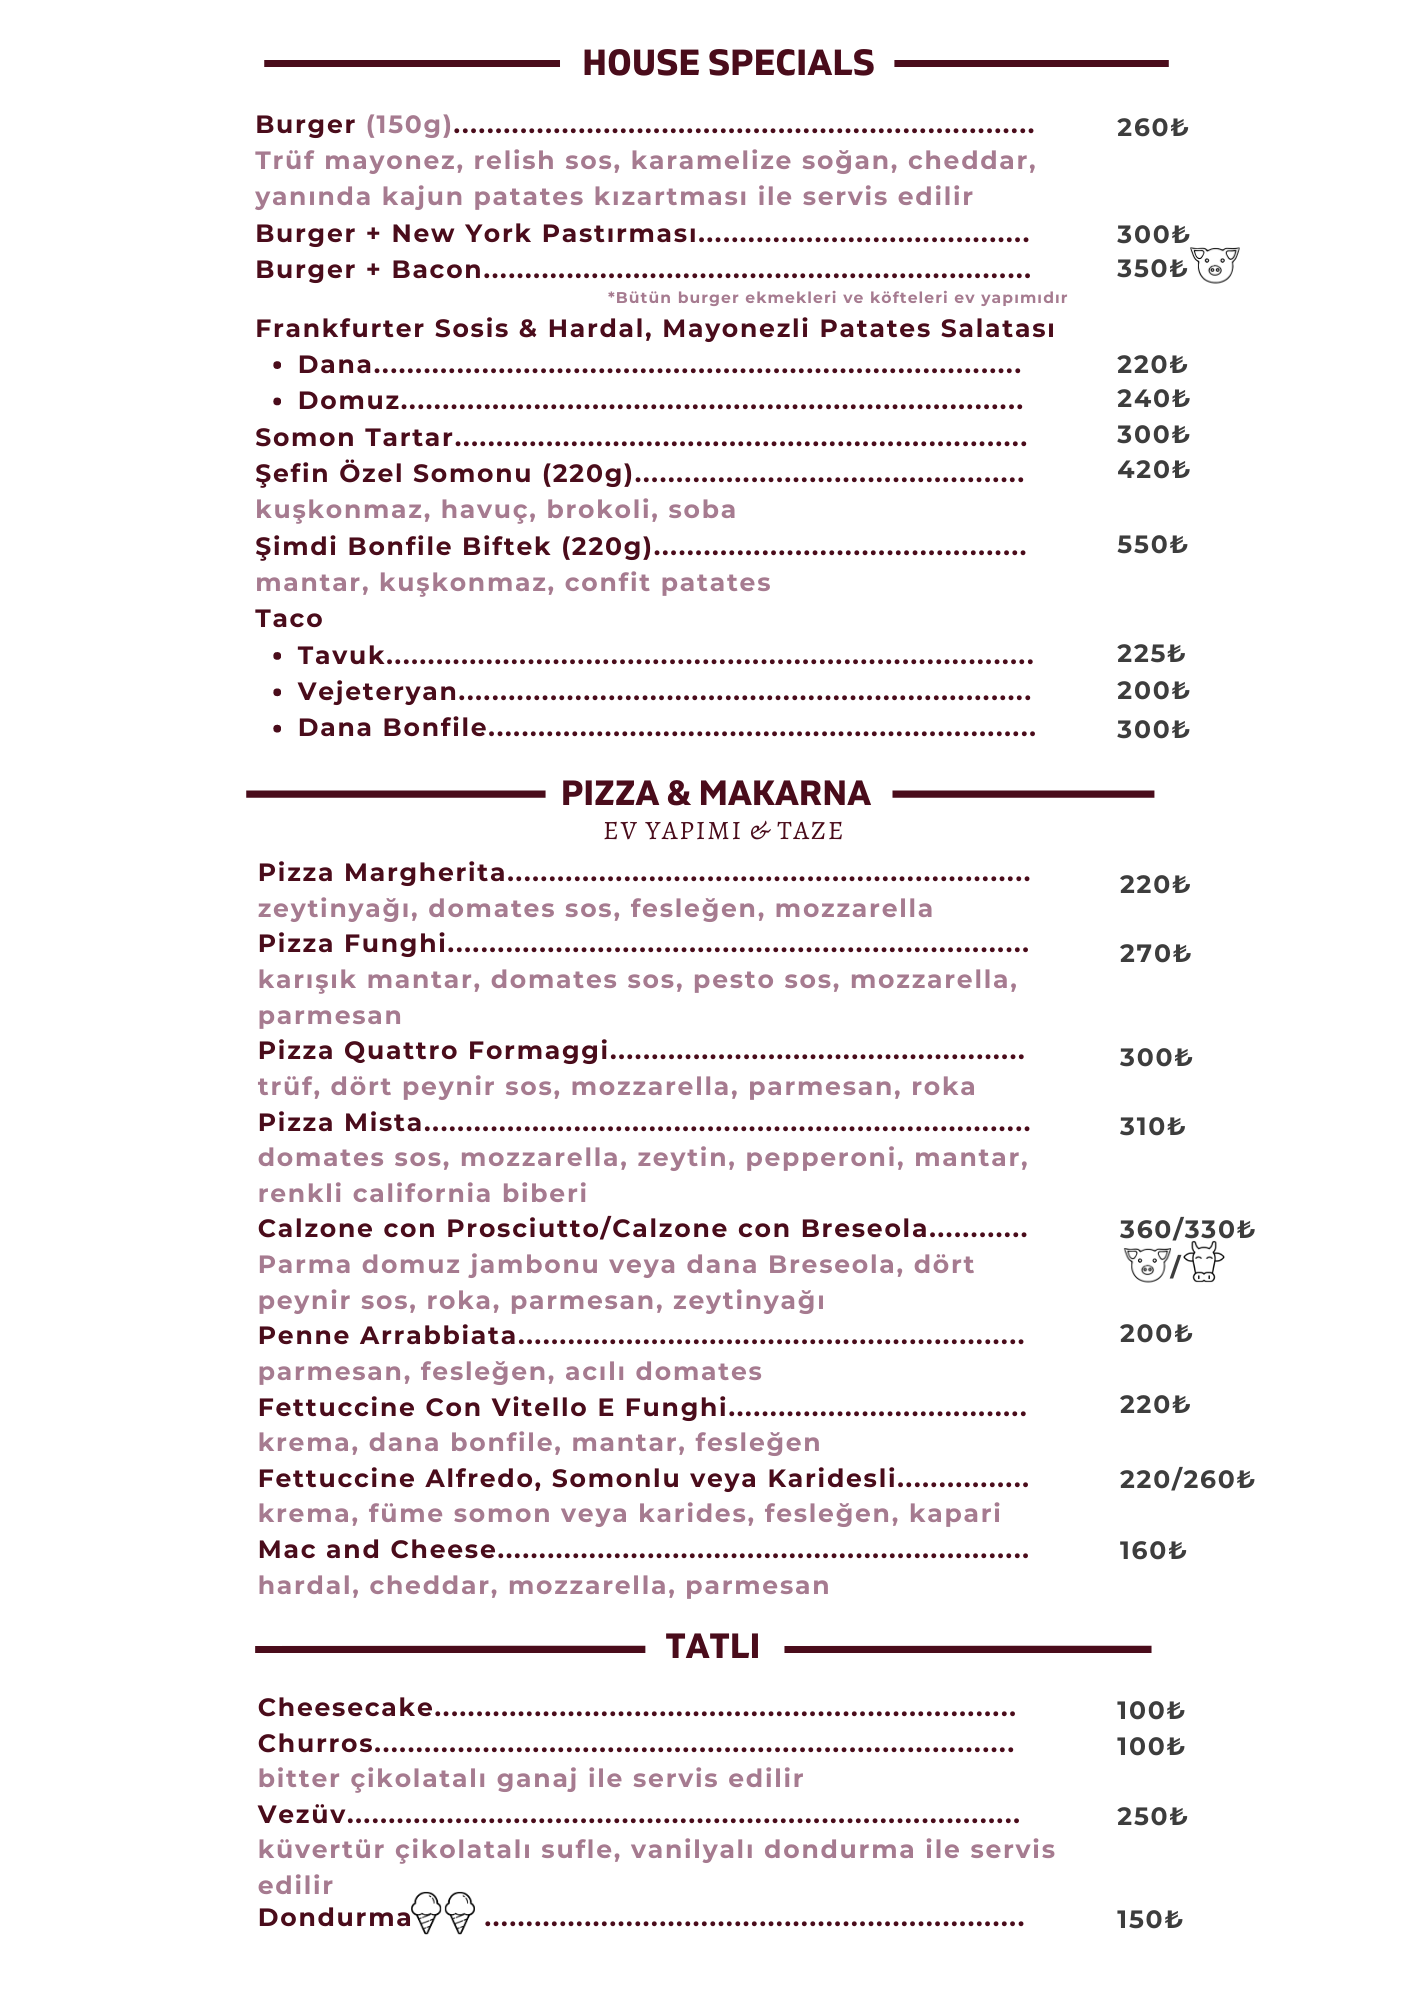 HOUSE SPECIALS
Burger (150g)...................................................................... 260₺
Trüf mayonez, relish sos, karamelize soğan, cheddar,
yanında kajun patates kızartması ile servis edilir
Burger + New York Pastırması........................................ 300₺
Burger + Bacon.................................................................. 350₺
*Bütün burger ekmekleri ve köfteleri ev yapımıdır
Frankfurter Sosis & Hardal, Mayonezli Patates Salatası
• Dana.............................................................................. 220₺
• Domuz........................................................................... 240₺
Somon Tartar..................................................................... 300₺
Şefin Özel Somonu (220g)............................................... 420₺
kuşkonmaz, havuç, brokoli, soba
Şimdi Bonfile Biftek (220g)............................................. 550₺
mantar, kuşkonmaz, confit patates
Taco
• Tavuk.............................................................................. 225₺
• Vejeteryan..................................................................... 200₺
• Dana Bonfile.................................................................. 300₺
PIZZA & MAKARNA
EV YAPIMI & TAZE
Pizza Margherita............................................................... 220₺
zeytinyağı, domates sos, fesleğen, mozzarella
Pizza Funghi...................................................................... 270₺
karışık mantar, domates sos, pesto sos, mozzarella,
parmesan
Pizza Quattro Formaggi.................................................. 300₺
trüf, dört peynir sos, mozzarella, parmesan, roka
Pizza Mista......................................................................... 310₺
domates sos, mozzarella, zeytin, pepperoni, mantar,
renkli california biberi
Calzone con Prosciutto/Calzone con Breseola............ 360/330₺
Parma domuz jambonu veya dana Breseola, dört /
peynir sos, roka, parmesan, zeytinyağı
Penne Arrabbiata............................................................. 200₺
parmesan, fesleğen, acılı domates
Fettuccine Con Vitello E Funghi.................................... 220₺
krema, dana bonfile, mantar, fesleğen
Fettuccine Alfredo, Somonlu veya Karidesli................ 220/260₺
krema, füme somon veya karides, fesleğen, kapari
Mac and Cheese................................................................ 160₺
hardal, cheddar, mozzarella, parmesan
TATLI
Cheesecake...................................................................... 100₺
Churros............................................................................. 100₺
bitter çikolatalı ganaj ile servis edilir
Vezüv................................................................................. 250₺
küvertür çikolatalı sufle, vanilyalı dondurma ile servis
edilir
Dondurma ................................................................. 150₺